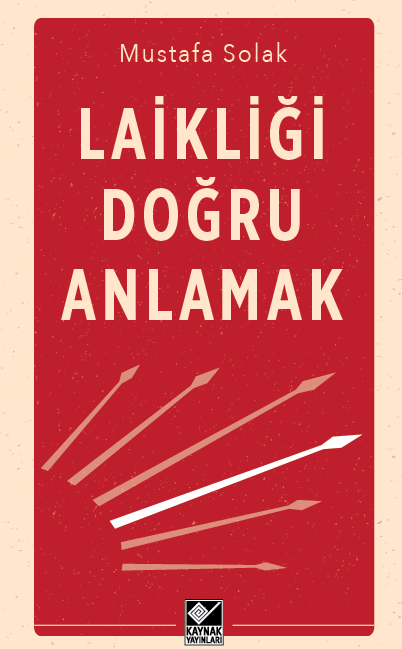 Mustafa Solak
LAİKLİĞİ
DOĞRU
ANLAMAK
KAYNAK
YAYINLARI